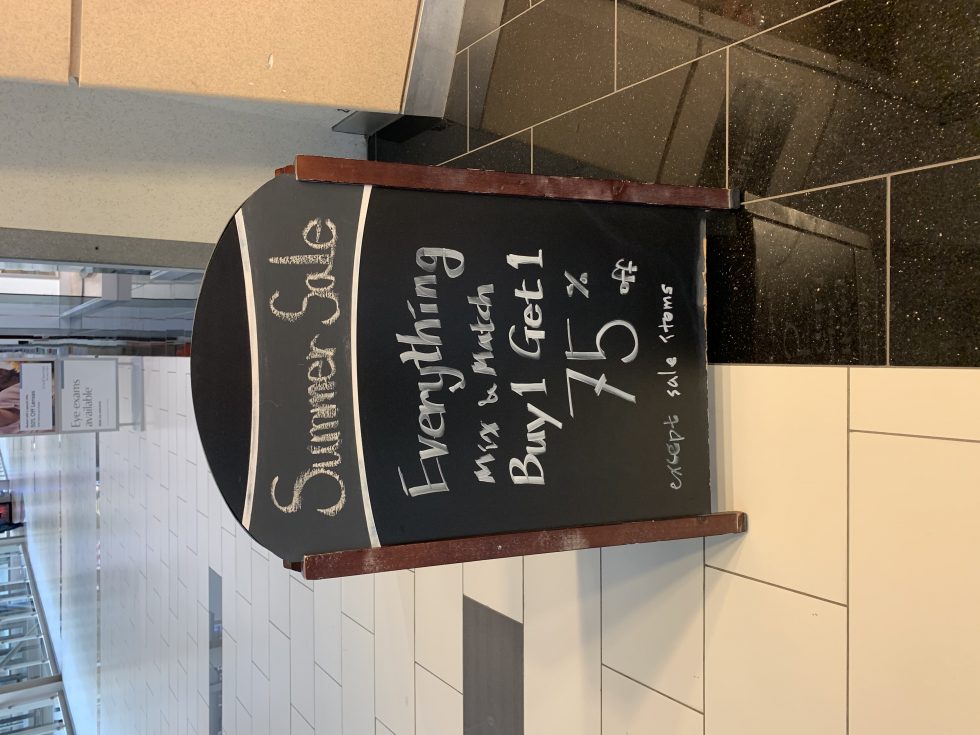 Summer Sale
Everything
Mix & Match
Buy 1 Get 1
75 %
off
except sale items
Eye exams
available